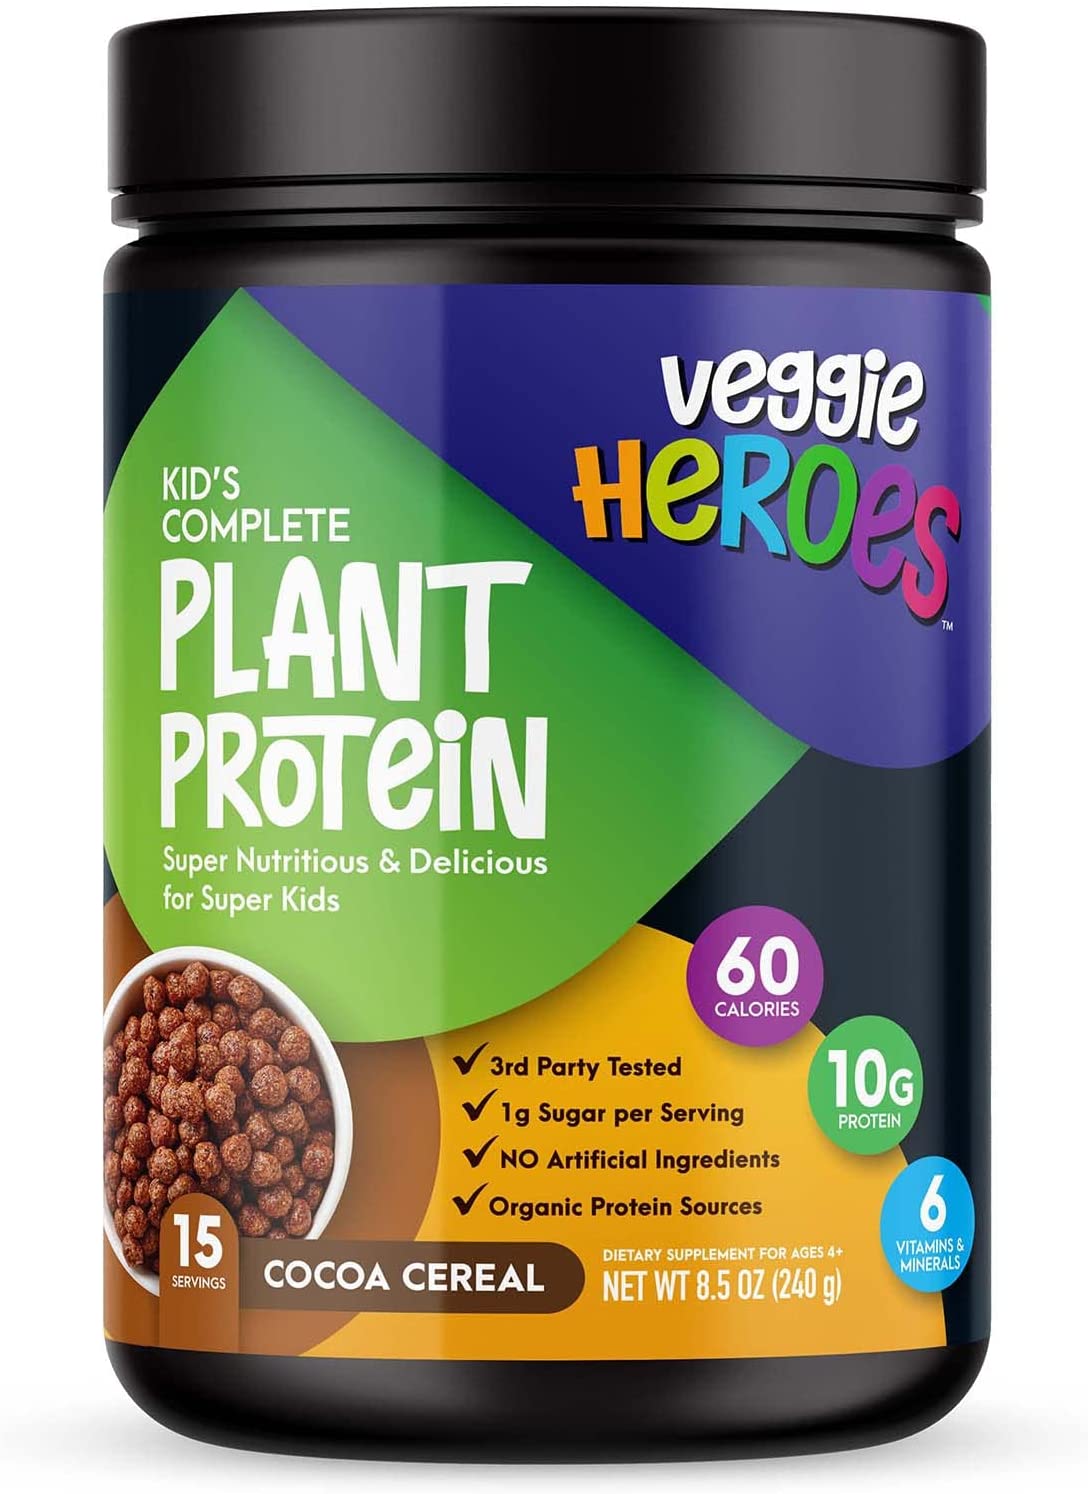 veggie
HEROes
™
KID'S
COMPLETE
PLANT
PROTEiN
Super Nutritious & Delicious
for Super Kids
60
CALORIES
10G
PROTEIN
6
VITAMINS &
MINERALS
✓ 3rd Party Tested
✓ 1g Sugar per Serving
✓ NO Artificial Ingredients
✓ Organic Protein Sources
15
SERVINGS
COCOA CEREAL
DIETARY SUPPLEMENT FOR AGES 4+
NET WT 8.5 OZ (240 g)